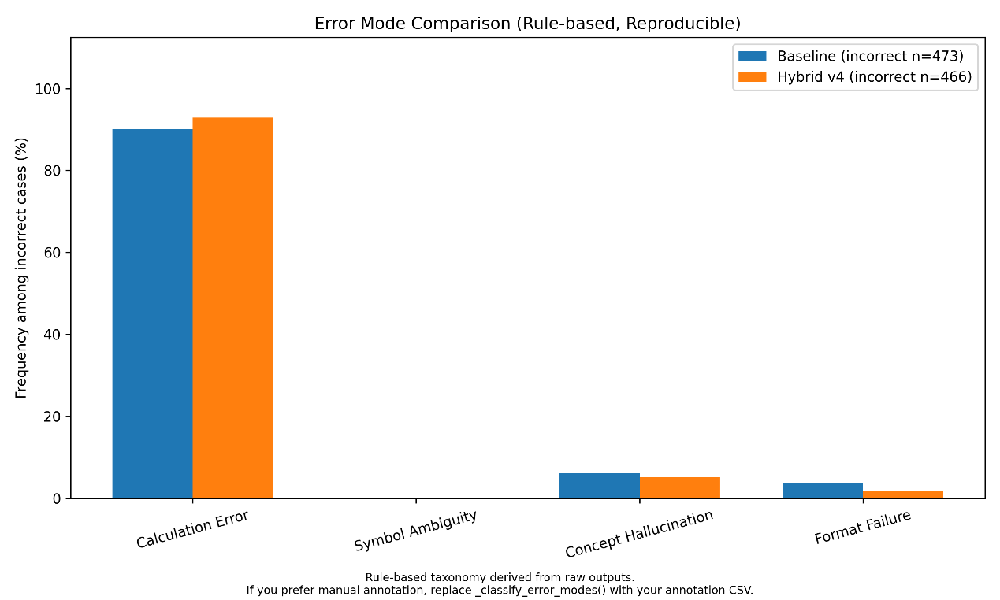 Error Mode Comparison (Rule-based, Reproducible)
Baseline (incorrect n=473)
Hybrid v4 (incorrect n=466)
Frequency among incorrect cases (%)
100
80
60
40
20
0
Calculation Error
Symbol Ambiguity
Concept Hallucination
Format Failure
Rule-based taxonomy derived from raw outputs.
If you prefer manual annotation, replace _classify_error_modes() with your annotation CSV.